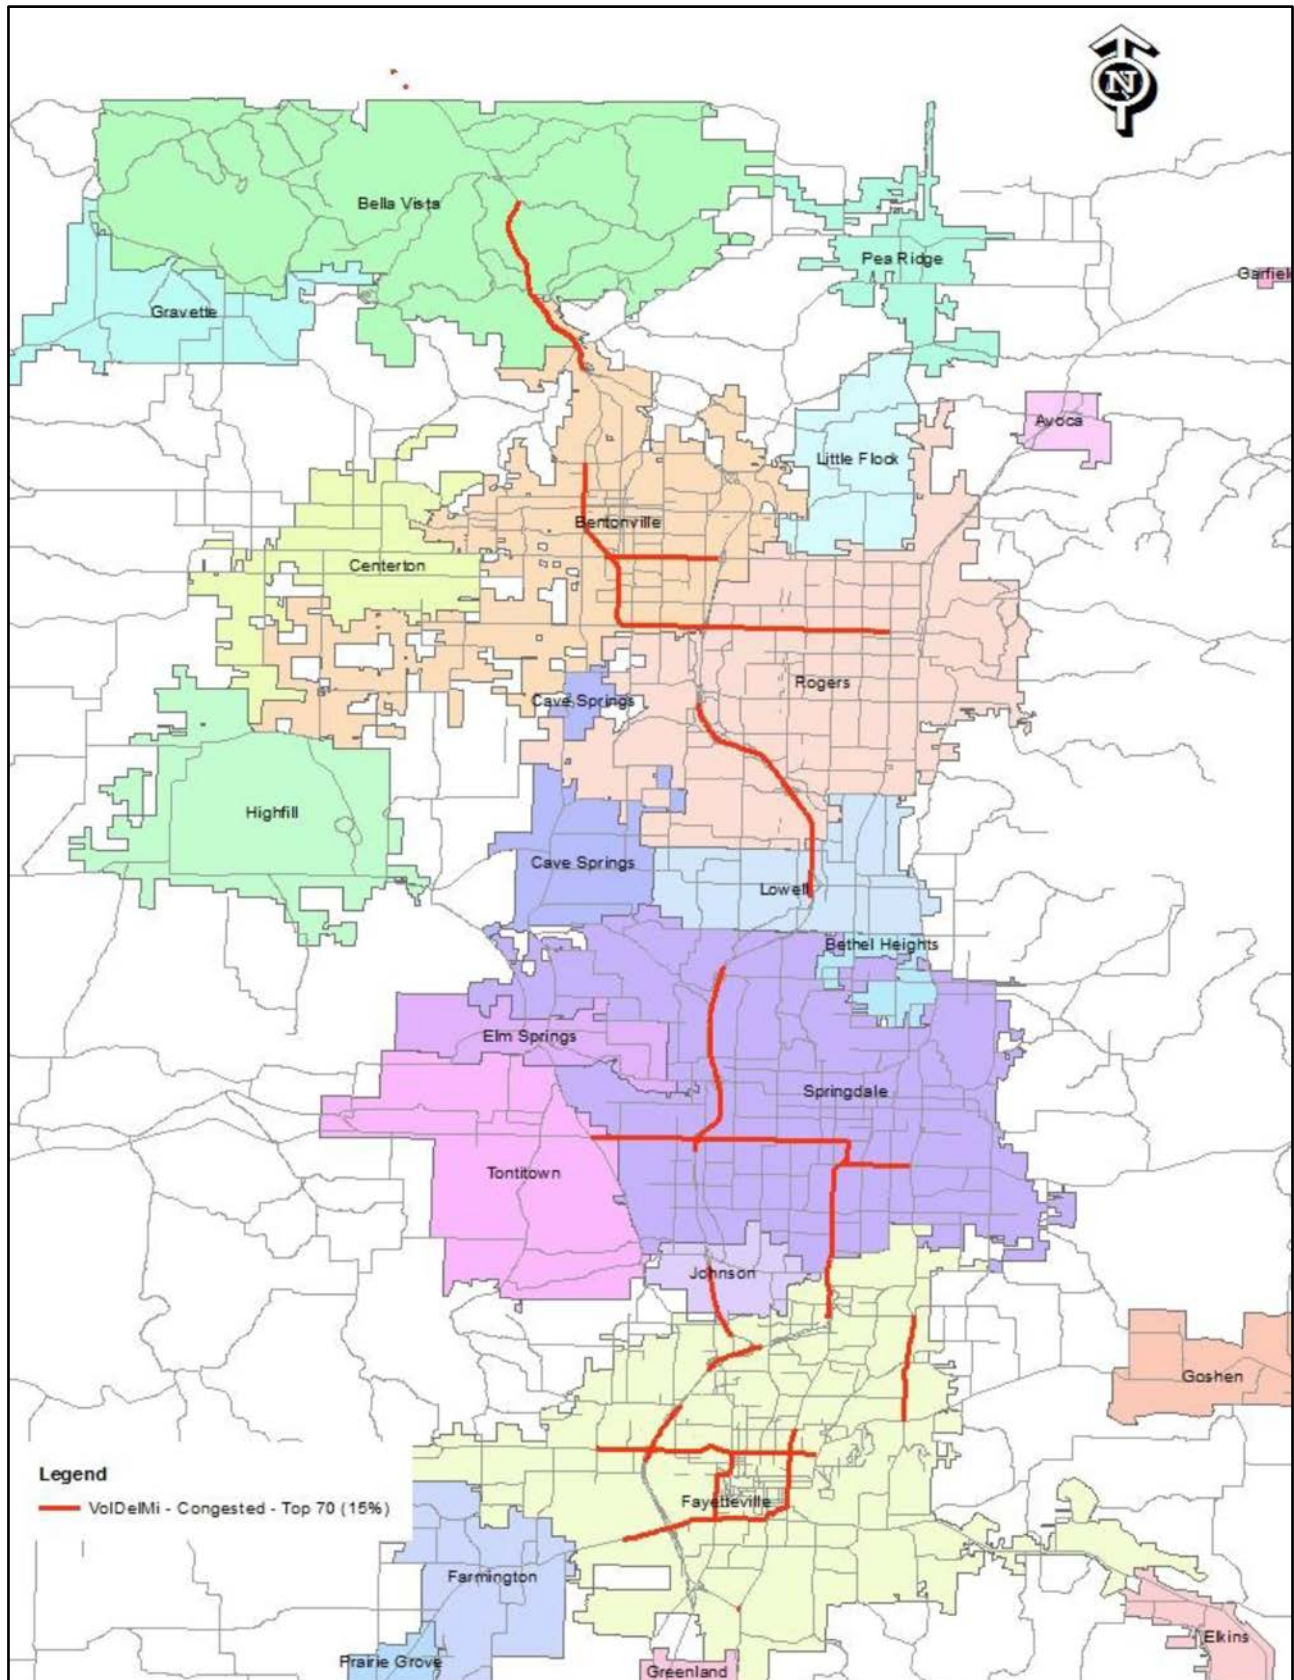 N
Bella Vista
Pea Ridge
Garfiel
Gravette
Avoca
Little Flock
Bentonville
Centerton
Rogers
Cave Springs
Highfill
Cave Springs
Lowell
Bethel Heights
Elm Springs
Springdale
Tontitown
Johnson
Goshen
Legend
VolDelMi - Congested - Top 70 (15%)
Fayetteville
Farmington
Elkins
Prairie Grove
Greenland